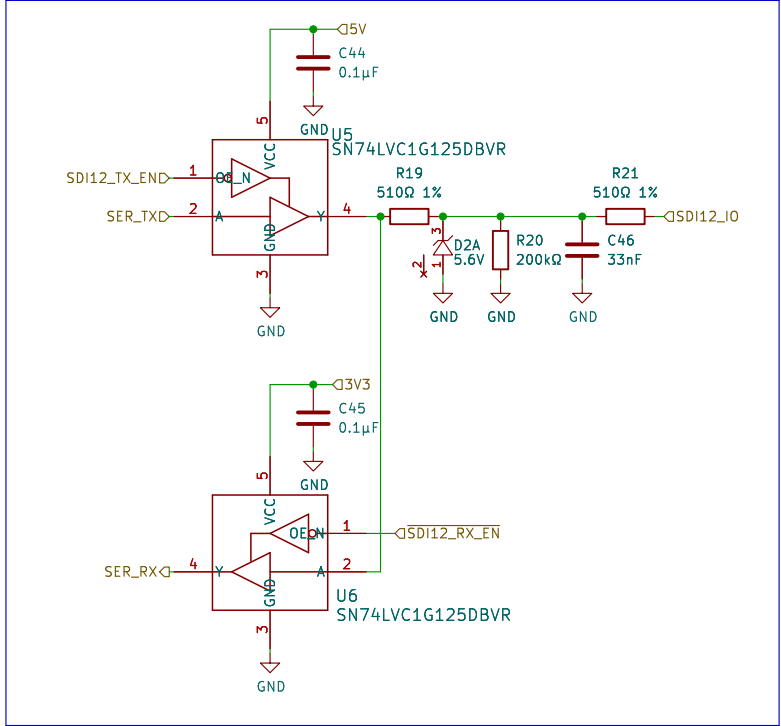 5V
C44
0.1µF
GND
5
VCC
U5
SN74LVC1G125DBVR
SDI12_TX_EN
1
OE_N
SER_TX
2
A
Y
4
GND
3
GND
R19
510Ω 1%
3
D2A
5.6V
2
1
GND
R20
200kΩ
GND
C46
33nF
GND
R21
510Ω 1%
SDI12_IO
3V3
C45
0.1µF
GND
5
VCC
OE_N
1
SDI12_RX_EN
SER_RX
4
Y
A
2
GND
3
U6
SN74LVC1G125DBVR
GND